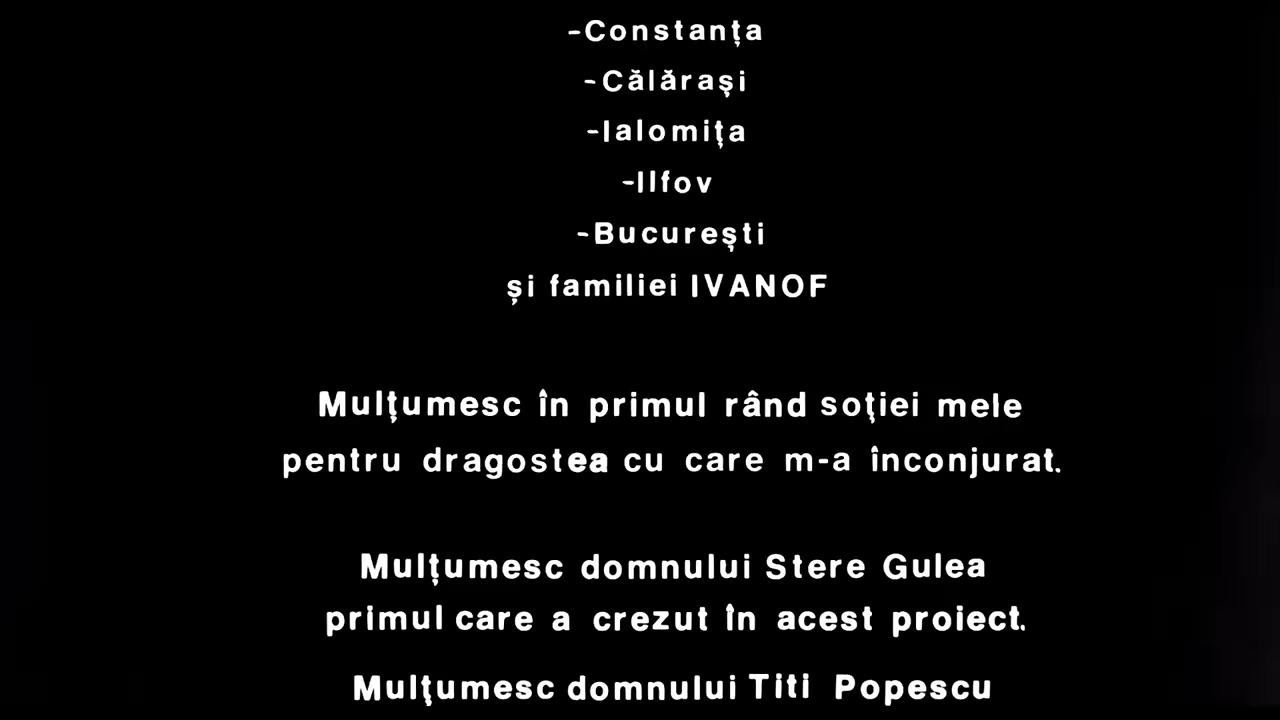 -Constanța
-Călărași
-Ialomița
-Ilfov
-București
și familiei IVANOF
Mulțumesc în primul rând soției mele
pentru dragostea cu care m-a înconjurat.
Mulțumesc domnului Stere Gulea
primul care a crezut în acest proiect.
Mulțumesc domnului Titi Popescu